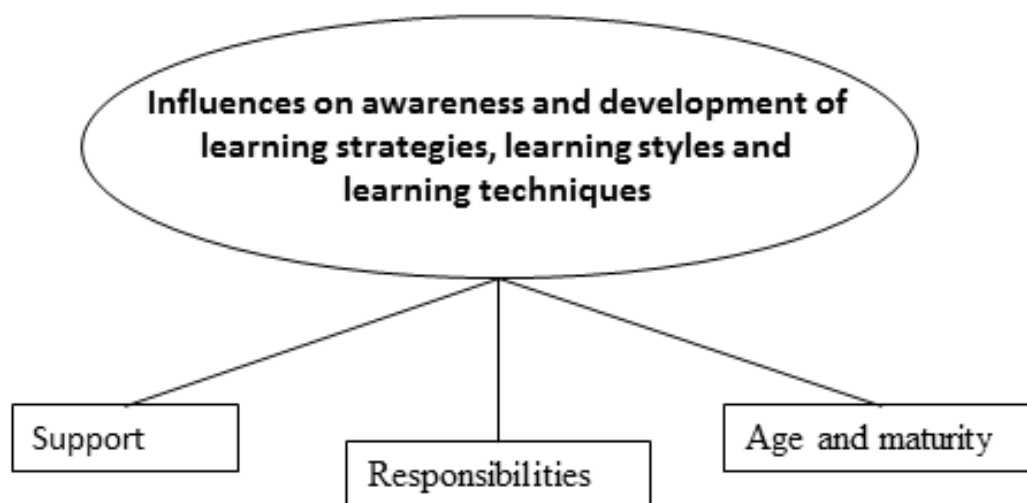 Influences on awareness and development of
learning strategies, learning styles and
learning techniques
Support
Responsibilities
Age and maturity